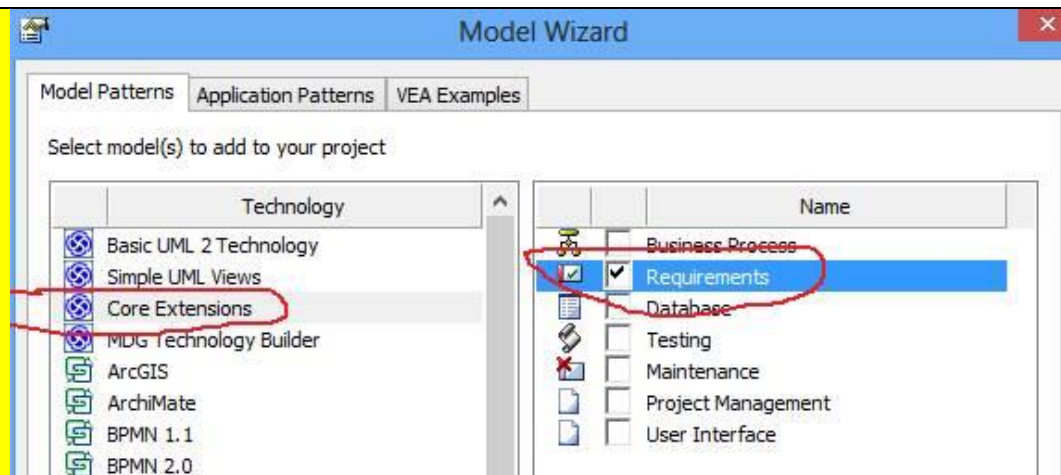 Model Wizard
Model Patterns
Application Patterns
VEA Examples
Select model(s) to add to your project
Technology
Basic UML 2 Technology
Simple UML Views
Core Extensions
MDG Technology Builder
ArcGIS
ArchiMate
BPMN 1.1
BPMN 2.0
Name
Business Process
Requirements
Database
Testing
Maintenance
Project Management
User Interface